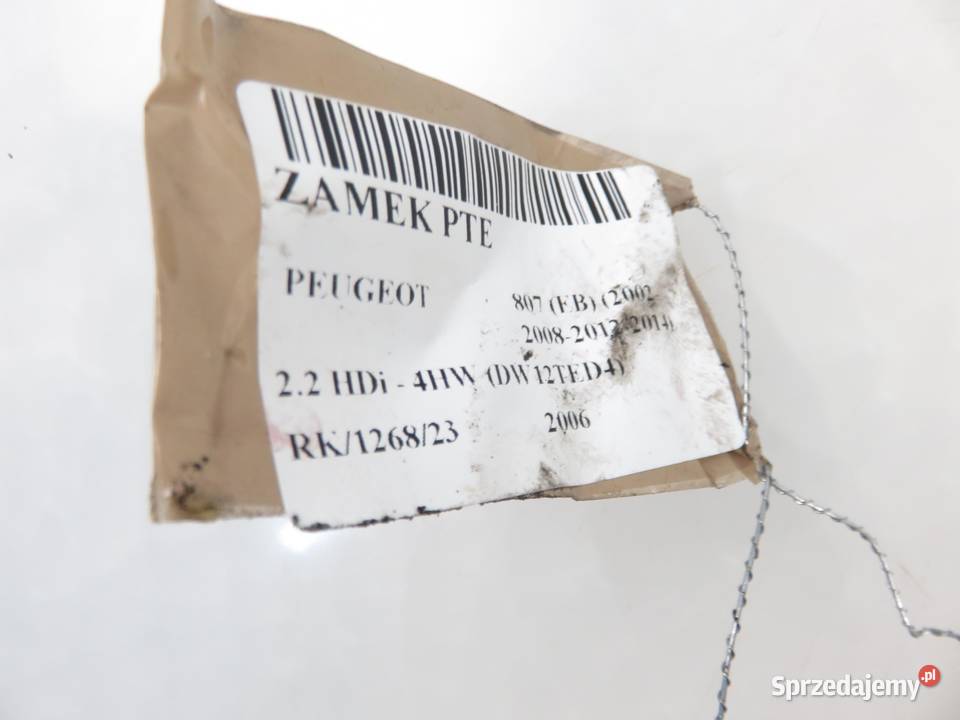 ZAMEK PTE
PEUGEOT 807 (EB) (2002-
2008-2012-2014)
2.2 HDi - 4HW (DW12TED4)
RK/1268/23 2006
Sprzedajemy.pl